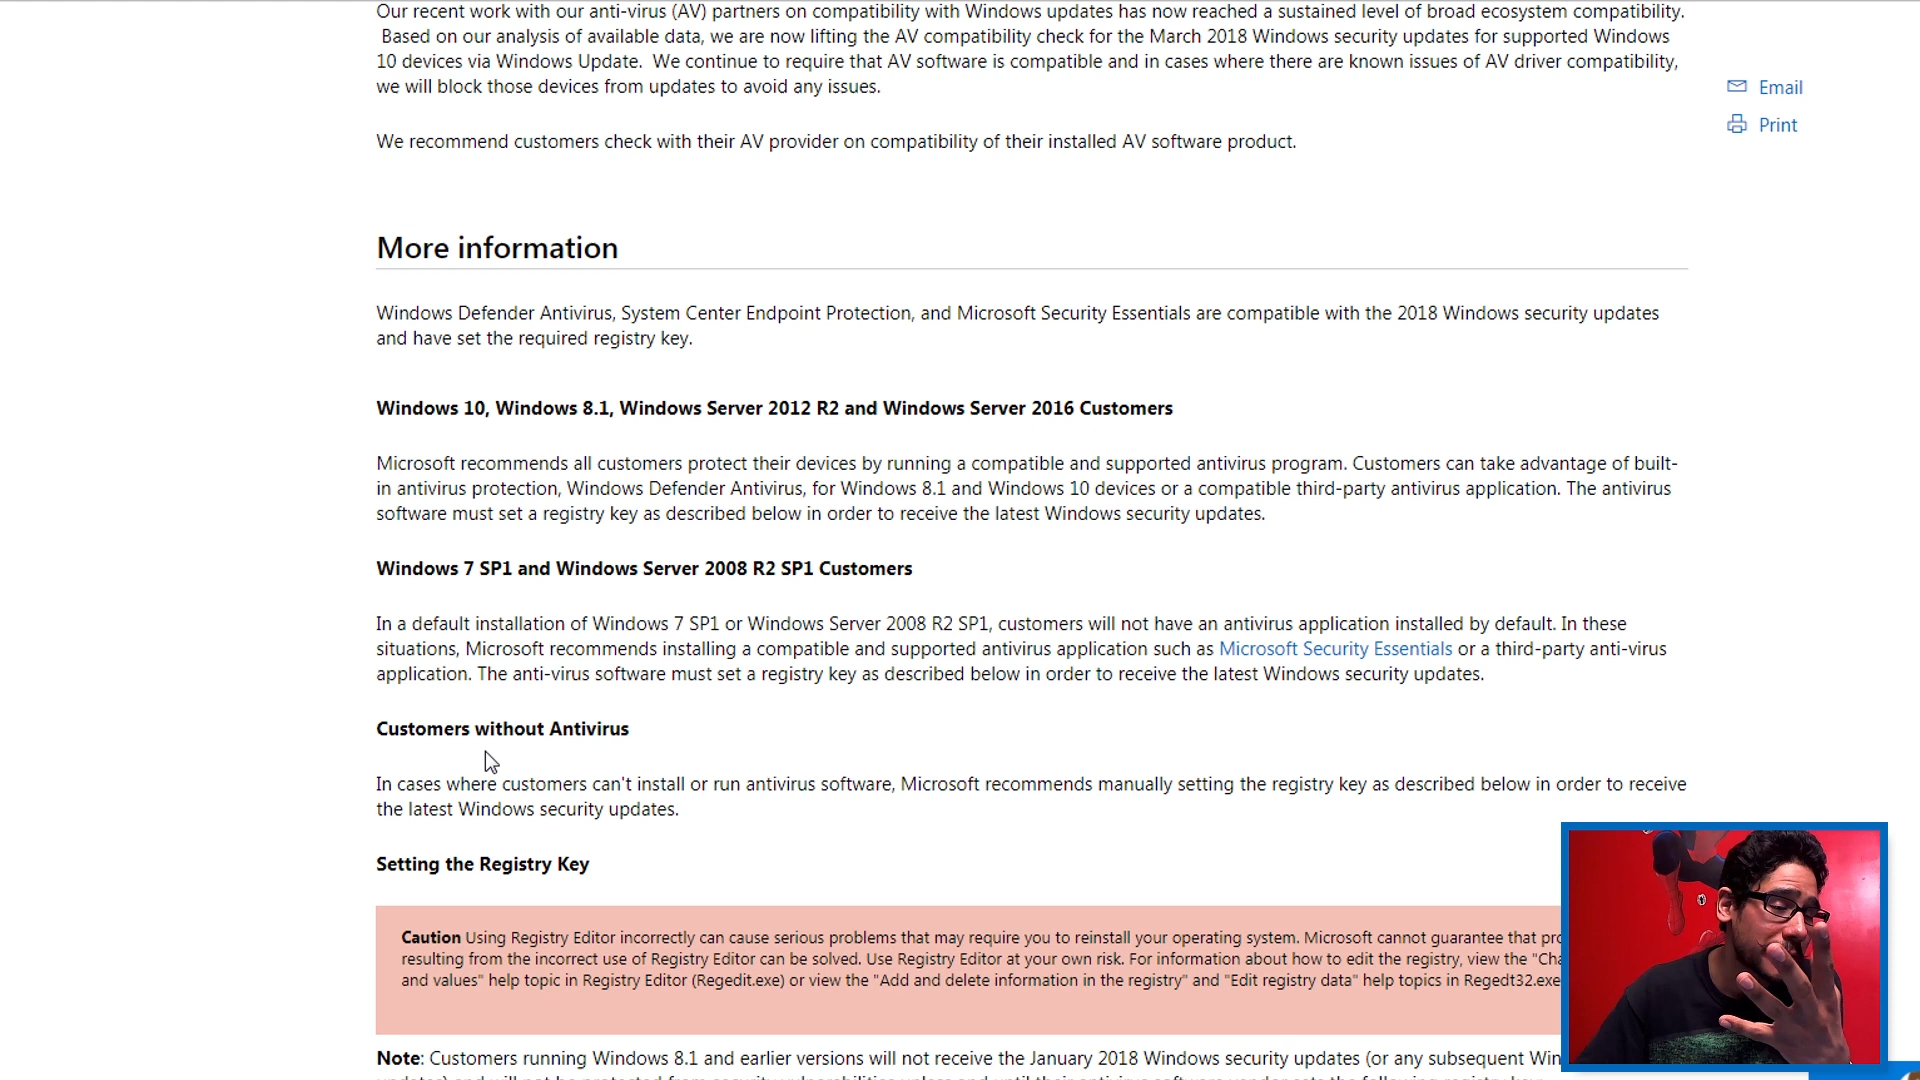 Our recent work with our anti-virus (AV) partners on compatibility with Windows updates has now reached a sustained level of broad ecosystem compatibility.
Based on our analysis of available data, we are now lifting the AV compatibility check for the March 2018 Windows security updates for supported Windows
10 devices via Windows Update.  We continue to require that AV software is compatible and in cases where there are known issues of AV driver compatibility,
we will block those devices from updates to avoid any issues.
Email
Print
We recommend customers check with their AV provider on compatibility of their installed AV software product.
More information
Windows Defender Antivirus, System Center Endpoint Protection, and Microsoft Security Essentials are compatible with the 2018 Windows security updates
and have set the required registry key.
Windows 10, Windows 8.1, Windows Server 2012 R2 and Windows Server 2016 Customers
Microsoft recommends all customers protect their devices by running a compatible and supported antivirus program. Customers can take advantage of built-
in antivirus protection, Windows Defender Antivirus, for Windows 8.1 and Windows 10 devices or a compatible third-party antivirus application. The antivirus
software must set a registry key as described below in order to receive the latest Windows security updates.
Windows 7 SP1 and Windows Server 2008 R2 SP1 Customers
In a default installation of Windows 7 SP1 or Windows Server 2008 R2 SP1, customers will not have an antivirus application installed by default. In these
situations, Microsoft recommends installing a compatible and supported antivirus application such as Microsoft Security Essentials or a third-party anti-virus
application. The anti-virus software must set a registry key as described below in order to receive the latest Windows security updates.
Customers without Antivirus
In cases where customers can't install or run antivirus software, Microsoft recommends manually setting the registry key as described below in order to receive
the latest Windows security updates.
Setting the Registry Key
Caution Using Registry Editor incorrectly can cause serious problems that may require you to reinstall your operating system. Microsoft cannot guarantee that
resulting from the incorrect use of Registry Editor can be solved. Use Registry Editor at your own risk. For information about how to edit the registry, view the
and values" help topic in Registry Editor (Regedit.exe) or view the "Add and delete information in the registry" and "Edit registry data" help topics in Regedt32.exe
Note: Customers running Windows 8.1 and earlier versions will not receive the January 2018 Windows security updates (or any subsequent